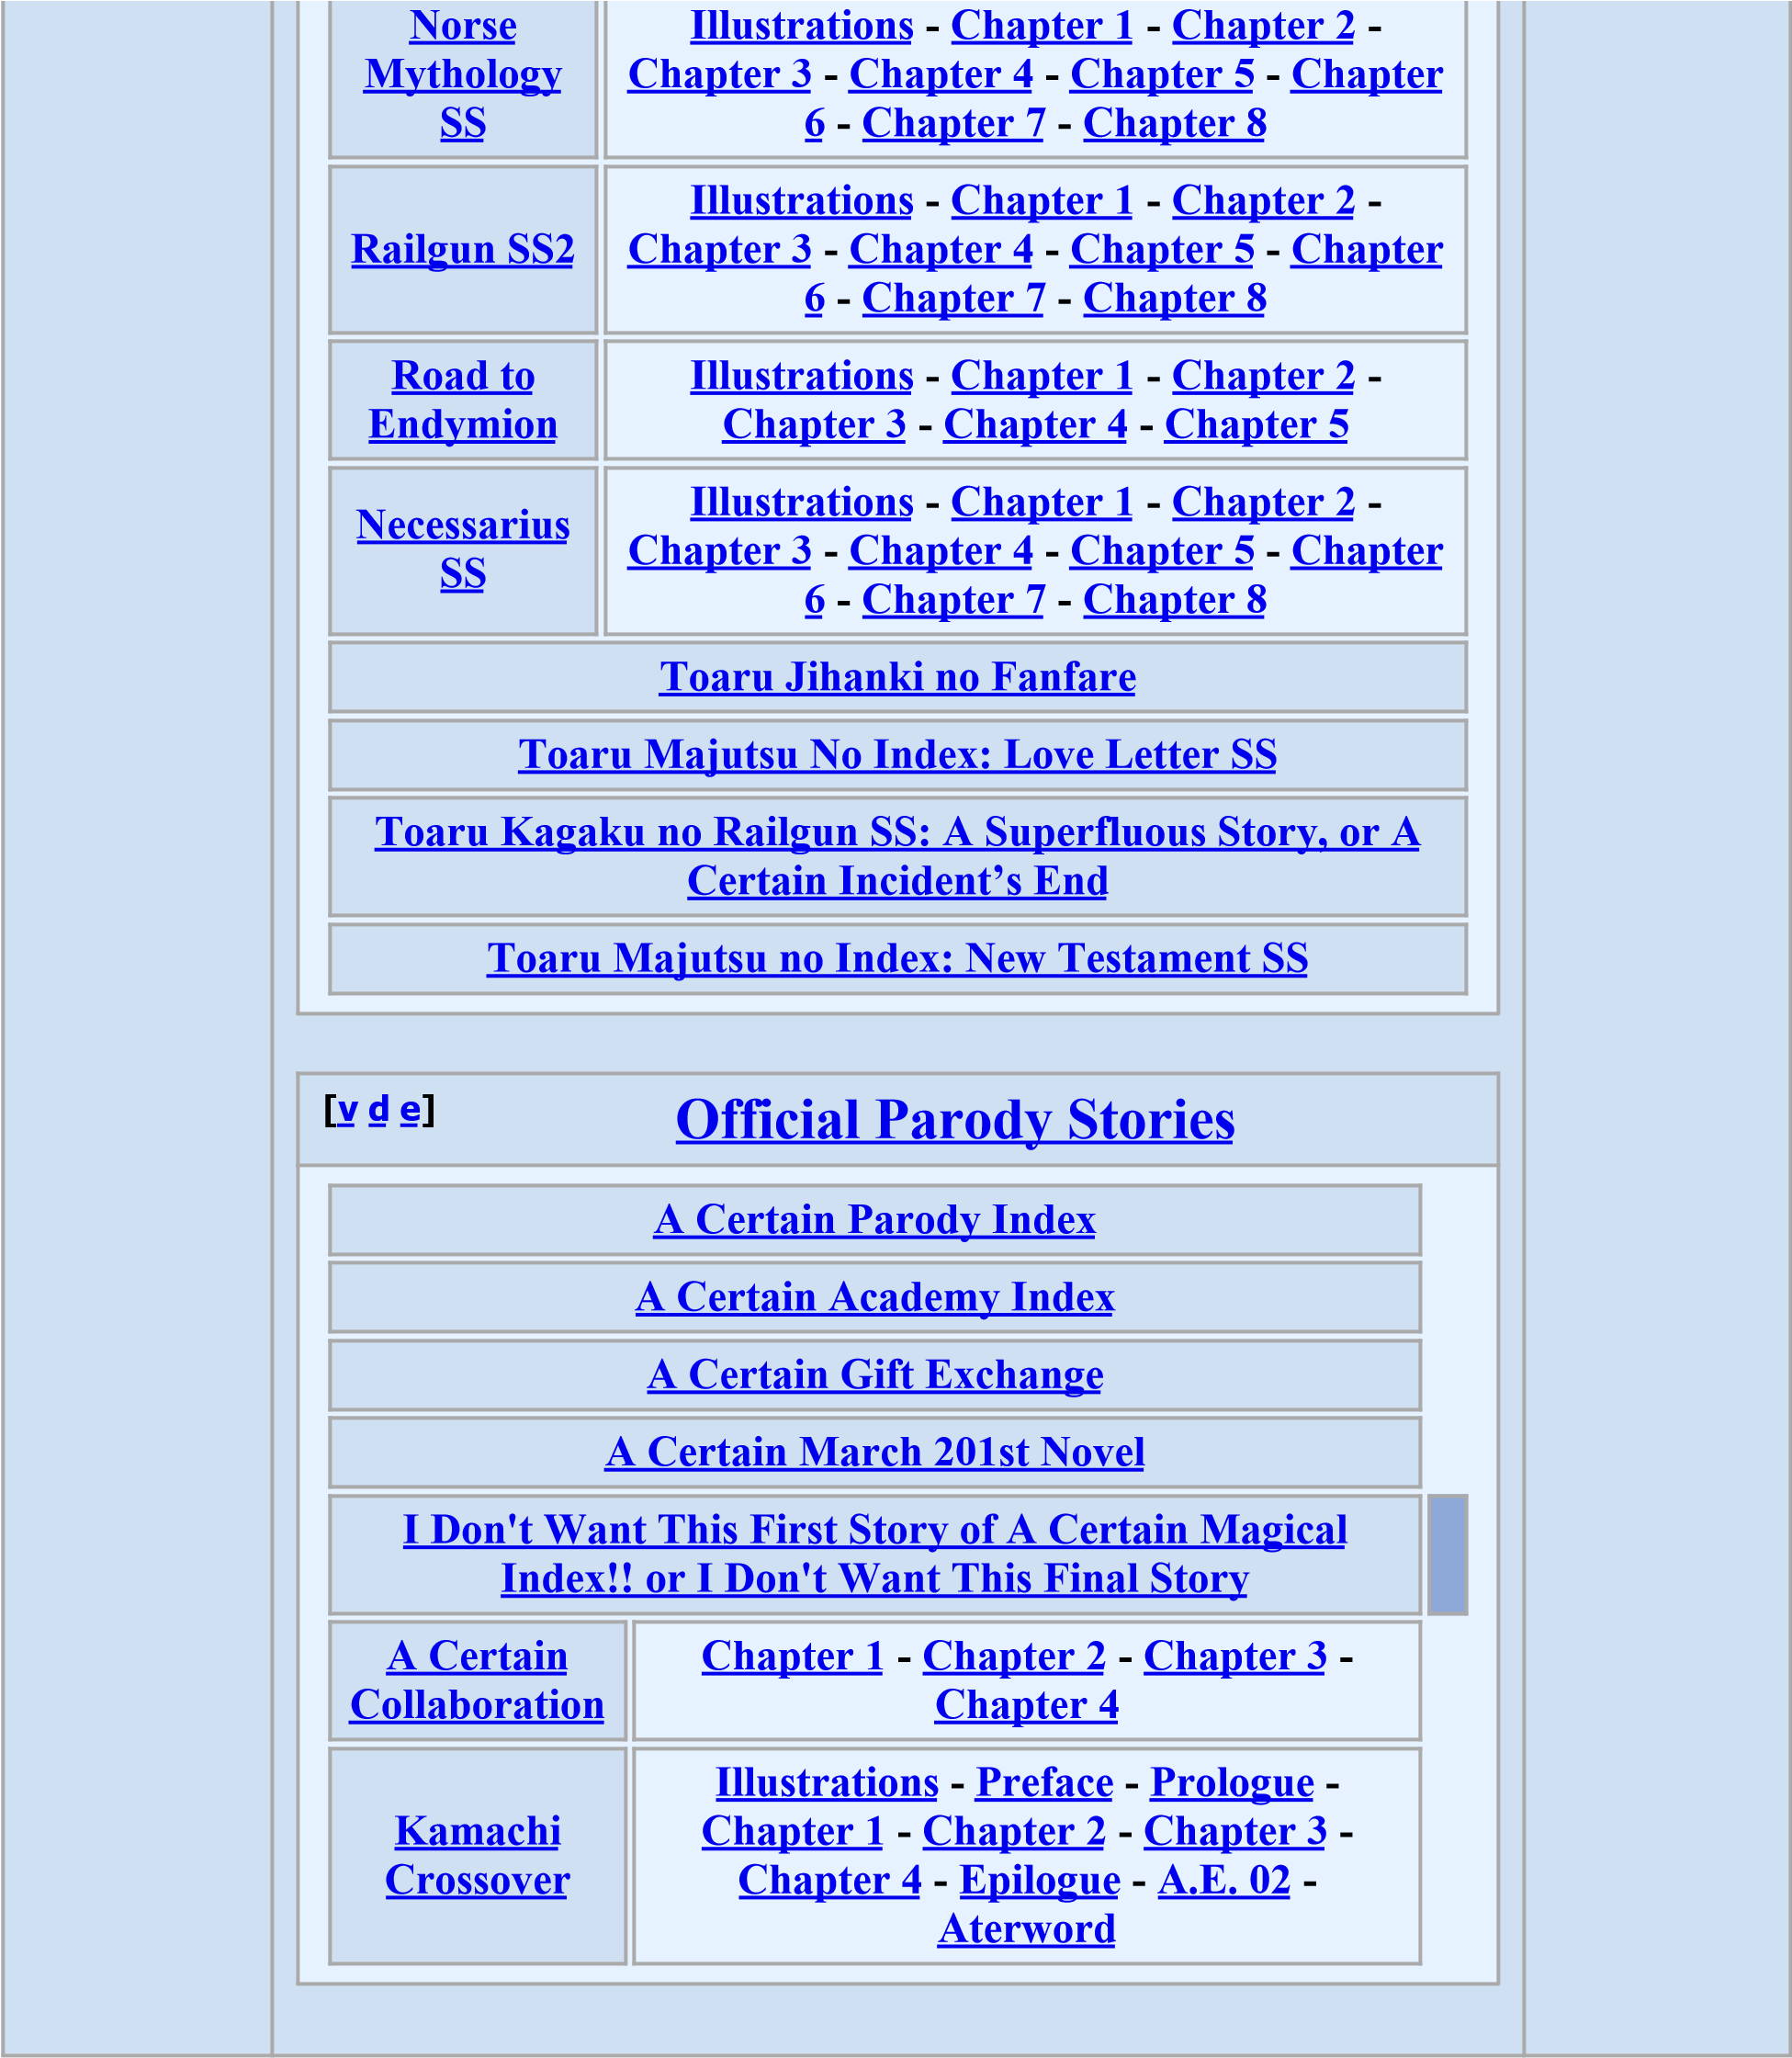 Norse
Mythology
SS
Illustrations - Chapter 1 - Chapter 2 -
Chapter 3 - Chapter 4 - Chapter 5 - Chapter
6 - Chapter 7 - Chapter 8
Railgun SS2
Illustrations - Chapter 1 - Chapter 2 -
Chapter 3 - Chapter 4 - Chapter 5 - Chapter
6 - Chapter 7 - Chapter 8
Road to
Endymion
Illustrations - Chapter 1 - Chapter 2 -
Chapter 3 - Chapter 4 - Chapter 5
Necessarius
SS
Illustrations - Chapter 1 - Chapter 2 -
Chapter 3 - Chapter 4 - Chapter 5 - Chapter
6 - Chapter 7 - Chapter 8
Toaru Jihanki no Fanfare
Toaru Majutsu No Index: Love Letter SS
Toaru Kagaku no Railgun SS: A Superfluous Story, or A
Certain Incident’s End
Toaru Majutsu no Index: New Testament SS
[v d e] Official Parody Stories
A Certain Parody Index
A Certain Academy Index
A Certain Gift Exchange
A Certain March 201st Novel
I Don't Want This First Story of A Certain Magical
Index!! or I Don't Want This Final Story
A Certain
Collaboration
Chapter 1 - Chapter 2 - Chapter 3 -
Chapter 4
Kamachi
Crossover
Illustrations - Preface - Prologue -
Chapter 1 - Chapter 2 - Chapter 3 -
Chapter 4 - Epilogue - A.E. 02 -
Aterword